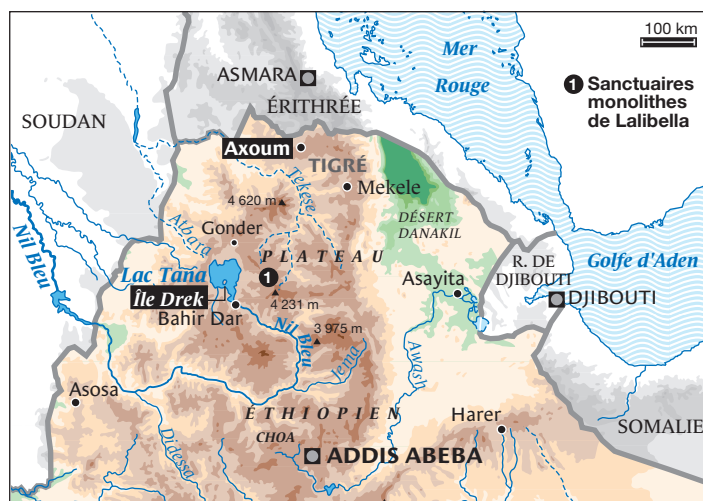 100 km
Mer
Rouge
ASMARA
ÉRITHRÉE
1 Sanctuaires
monolithes
de Lalibella
SOUDAN
Axoum
TIGRÉ
Tekese
Mekele
4 620 m
Atbara
Gonder
DÉSERT
DANAKIL
PLATEAU
Nil Bleu
Lac Tana
1
R. DE
DJIBOUTI
Golfe d'Aden
Île Drek
4 231 m
Asayita
DJIBOUTI
Bahir Dar
Nil Bleu
3 975 m
Jema
Awash
Asosa
ÉTHIOPIEN
Harer
SOMALIE
Didessa
CHOA
ADDIS ABEBA